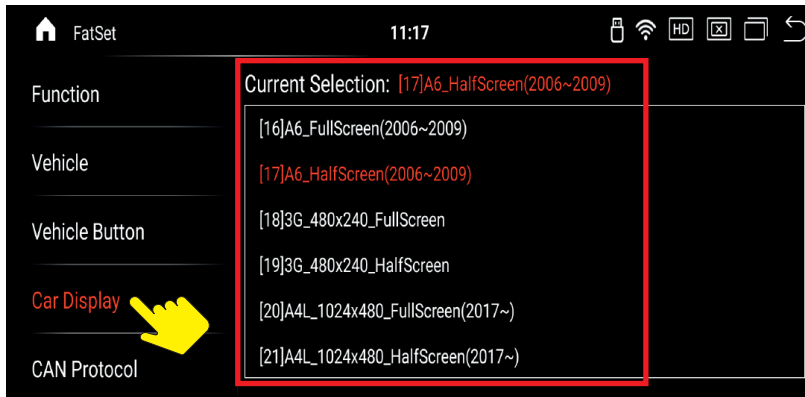 FatSet
11:17
HD
Function
Vehicle
Vehicle Button
Car Display
CAN Protocol
Current Selection: [17]A6_HalfScreen(2006~2009)
[16]A6_FullScreen(2006~2009)
[17]A6_HalfScreen(2006~2009)
[18]3G_480x240_FullScreen
[19]3G_480x240_HalfScreen
[20]A4L_1024x480_FullScreen(2017~)
[21]A4L_1024x480_HalfScreen(2017~)